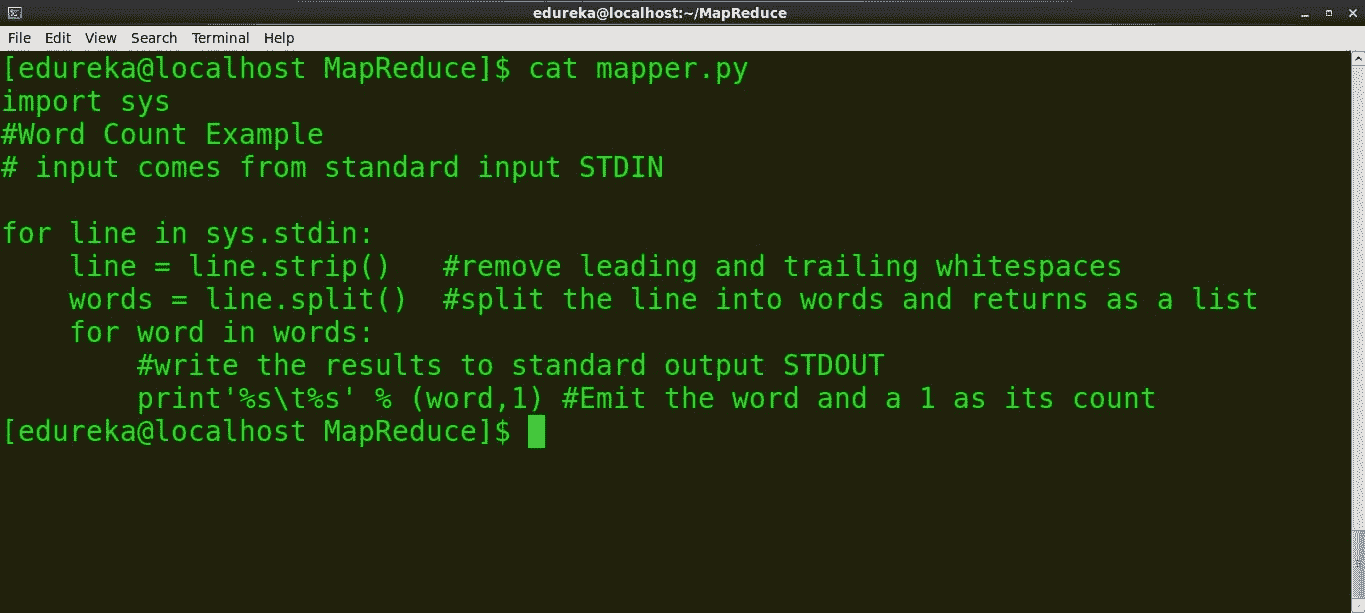 edureka@localhost:~/MapReduce
File Edit View Search Terminal Help
[edureka@localhost MapReduce]$ cat mapper.py
import sys
#Word Count Example
# input comes from standard input STDIN

for line in sys.stdin:
    line = line.strip()   #remove leading and trailing whitespaces
    words = line.split()  #split the line into words and returns as a list
    for word in words:
        #write the results to standard output STDOUT
        print'%s\t%s' % (word,1) #Emit the word and a 1 as its count
[edureka@localhost MapReduce]$